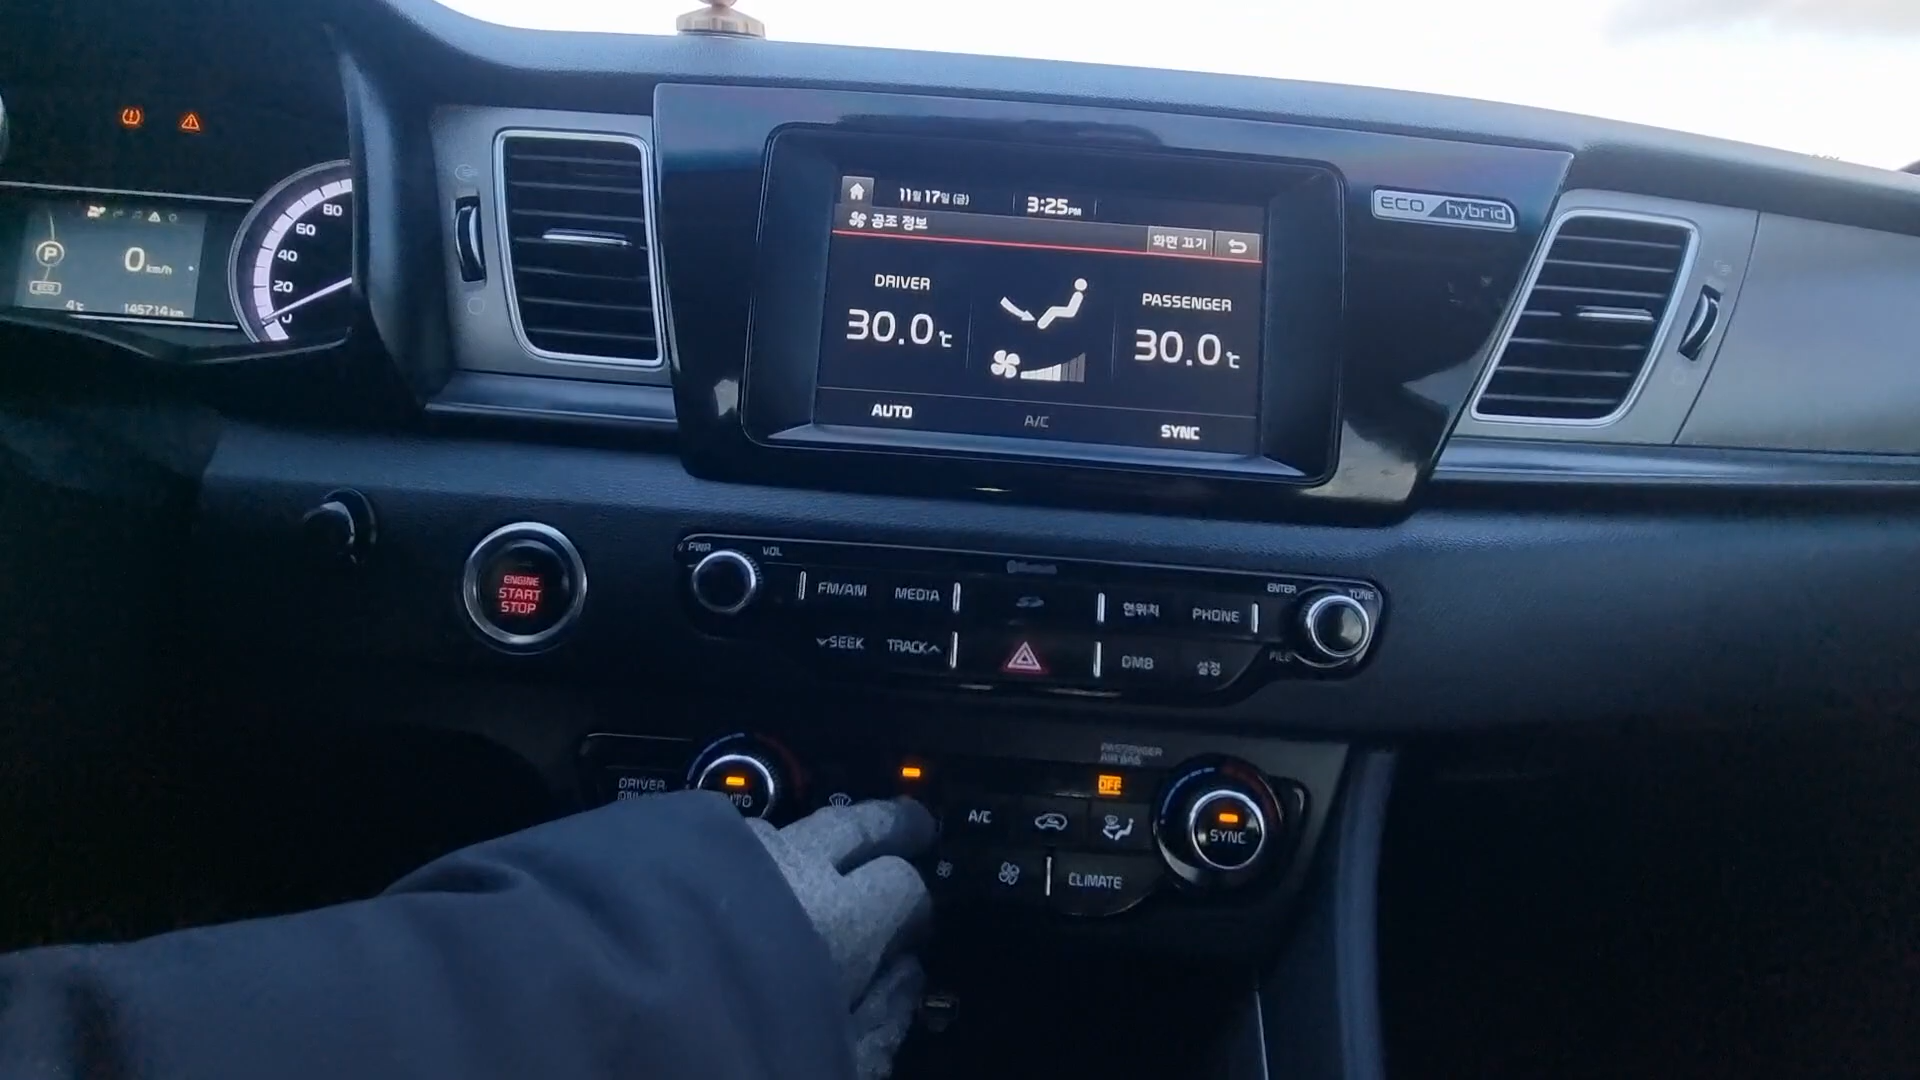 11월 17일 (금)
3:25PM
공조 정보
화면 끄기
DRIVER
30.0℃
PASSENGER
30.0℃
AUTO
A/C
SYNC
ECO hybrid
P
0 km/h
ECO
4℃
145714 km
80
60
40
20
0
ENGINE
START
STOP
PWR
VOL
FM/AM
MEDIA
SEEK
TRACK
Bluetooth
현위치
PHONE
DMB
설정
ENTER
TUNE
FILE
DRIVER
AUTO
PASSENGER
AIR BAG
OFF
A/C
CLIMATE
SYNC